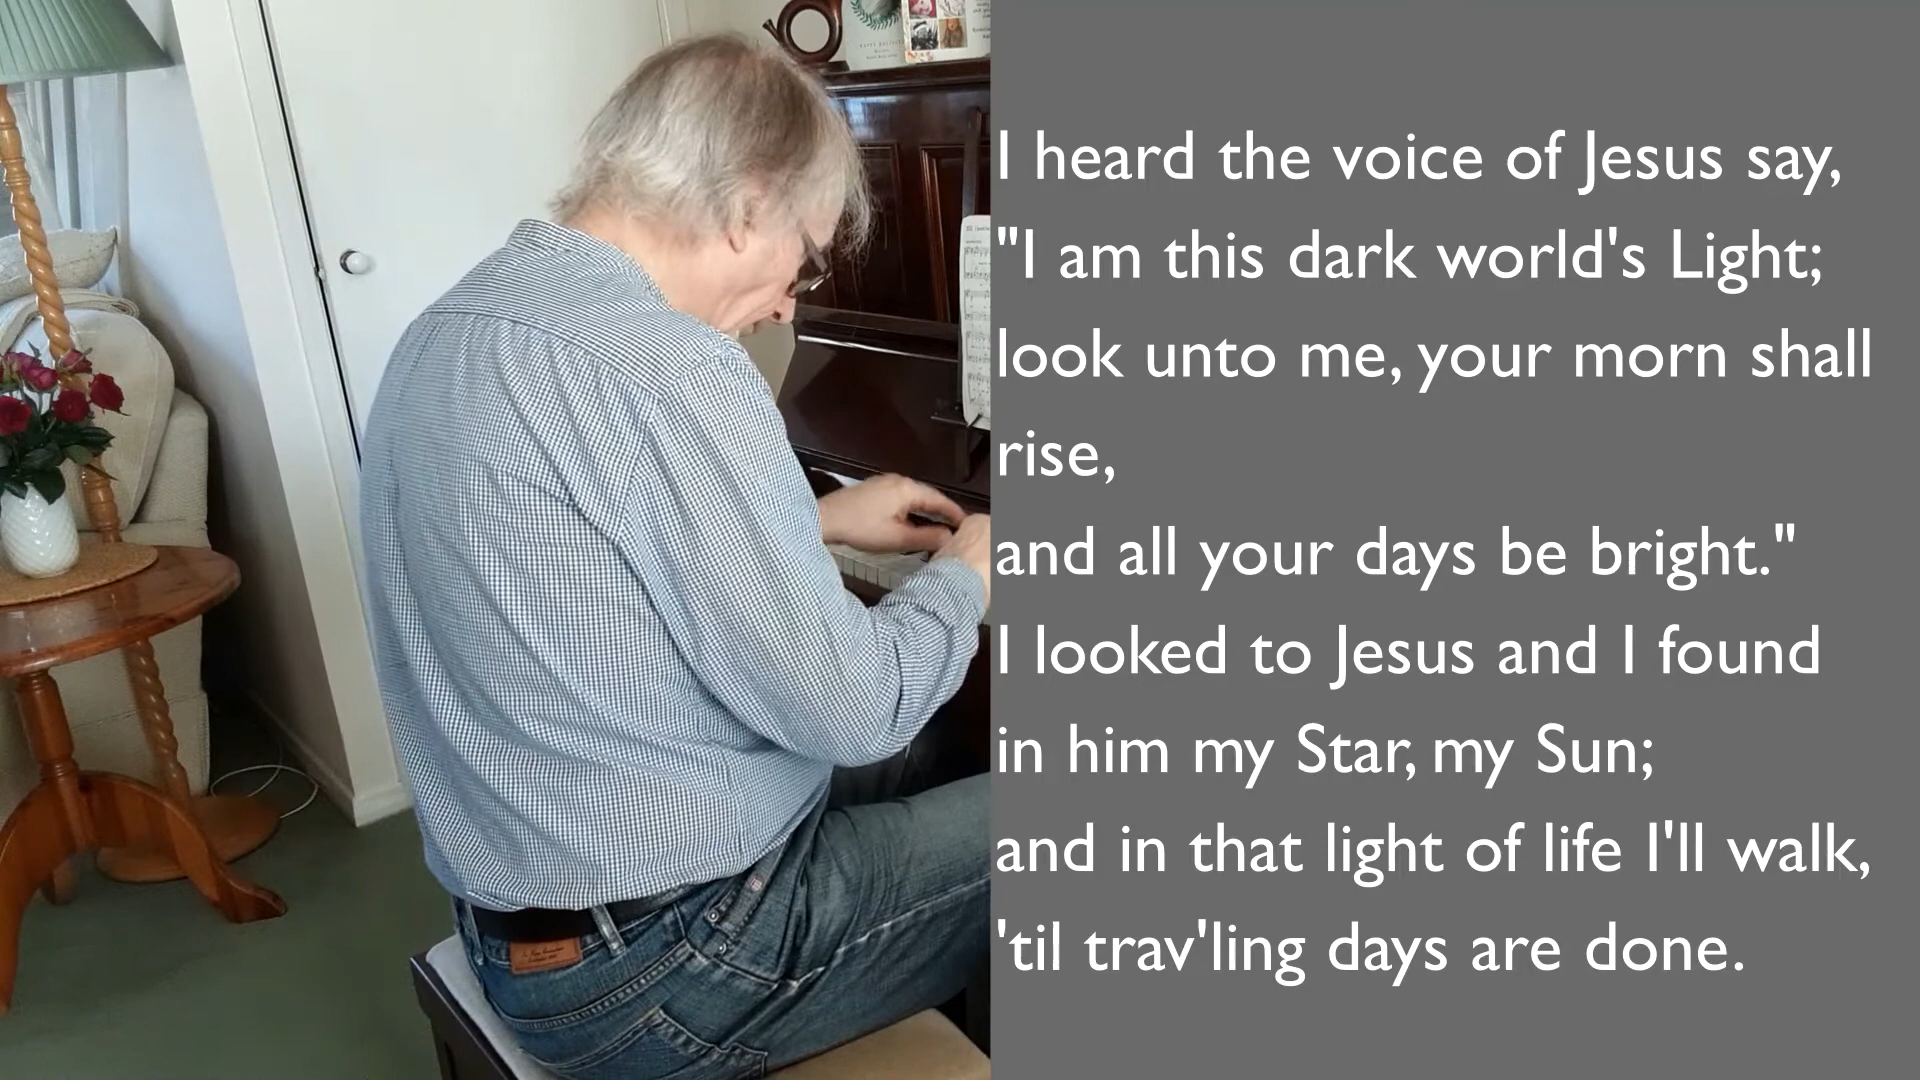 I heard the voice of Jesus say,
"I am this dark world's Light;
look unto me, your morn shall
rise,
and all your days be bright."
I looked to Jesus and I found
in him my Star, my Sun;
and in that light of life I'll walk,
'til trav'ling days are done.